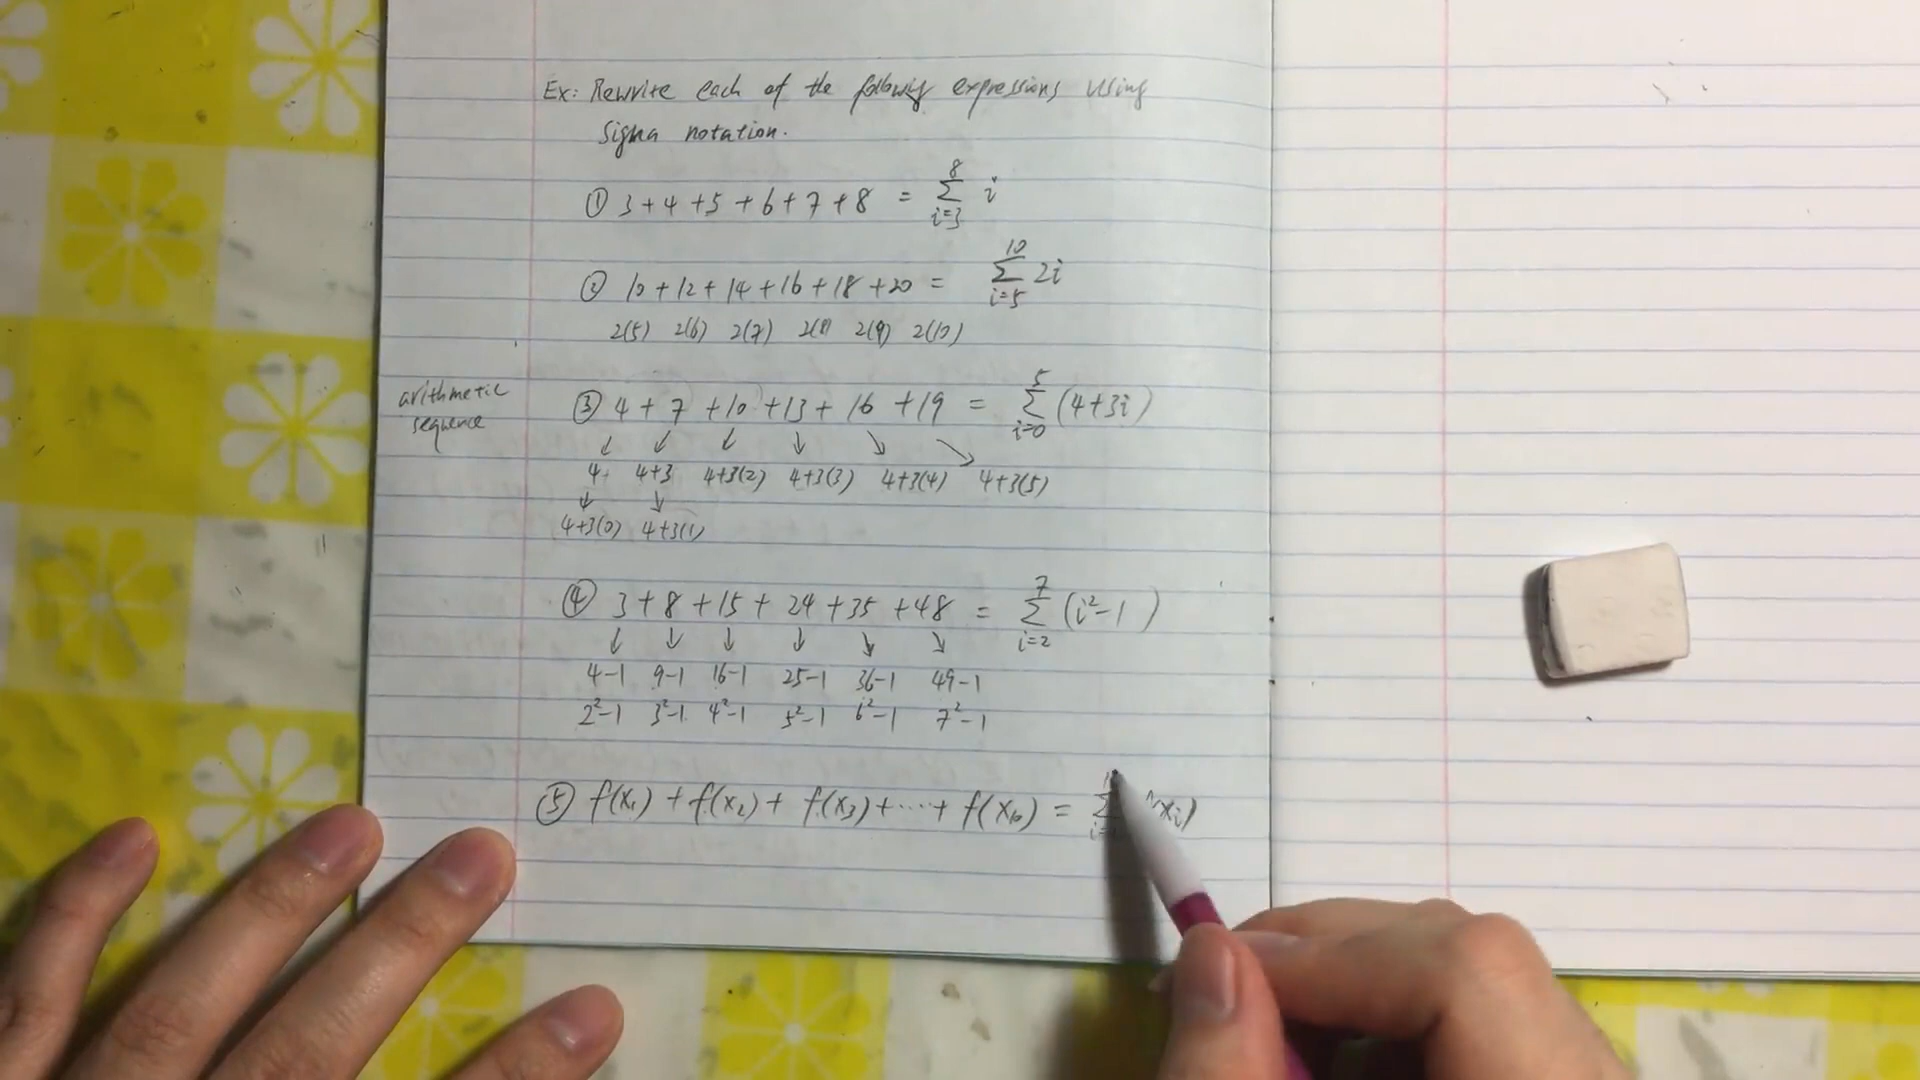 Ex: Rewrite each of the following expressions using
Sigma notation.
① 3+4+5+6+7+8 = 8 Σ i=3 i
② 10+12+14+16+18+20 = 10 Σ i=5 2i
2(5) 2(6) 2(7) 2(8) 2(9) 2(10)
arithmetic
sequence
③ 4+7+10+13+16+19 = 5 Σ i=0 (4+3i)
↓ ↓ ↓ ↓ ↘ ↘
4 4+3 4+3(2) 4+3(3) 4+3(4) 4+3(5)
↓ ↓
4+3(0) 4+3(1)
④ 3+8+15+24+35+48 = 7 Σ i=2 (i²-1)
↓ ↓ ↓ ↓ ↘ ↘
4-1 9-1 16-1 25-1 36-1 49-1
2²-1 3²-1 4²-1 5²-1 6²-1 7²-1
⑤ f(x₁)+f(x₂)+f(x₃)+⋯+f(x₁₀) = Σ (xᵢ)